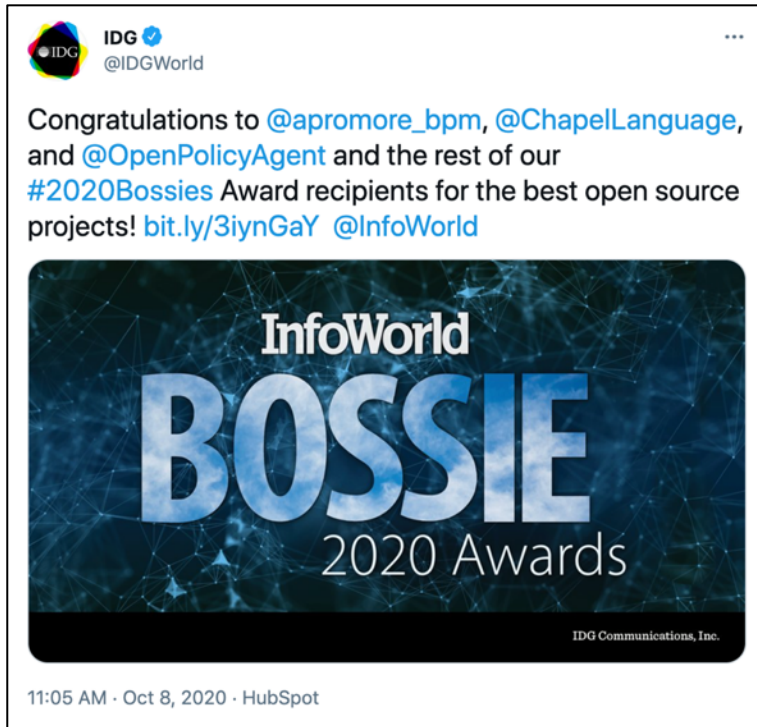 IDG
IDG
@IDGWorld
Congratulations to @apromore_bpm, @ChapelLanguage,
and @OpenPolicyAgent and the rest of our
#2020Bossies Award recipients for the best open source
projects! bit.ly/3iynGaY @InfoWorld
InfoWorld
BOSSIE
2020 Awards
IDG Communications, Inc.
11:05 AM · Oct 8, 2020 · HubSpot